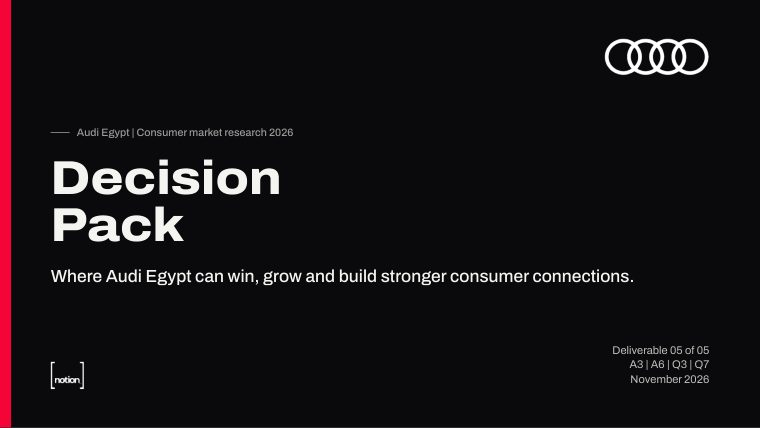 Audi Egypt | Consumer market research 2026
Decision
Pack
Where Audi Egypt can win, grow and build stronger consumer connections.
Deliverable 05 of 05
A3 | A6 | Q3 | Q7
November 2026
[notion]